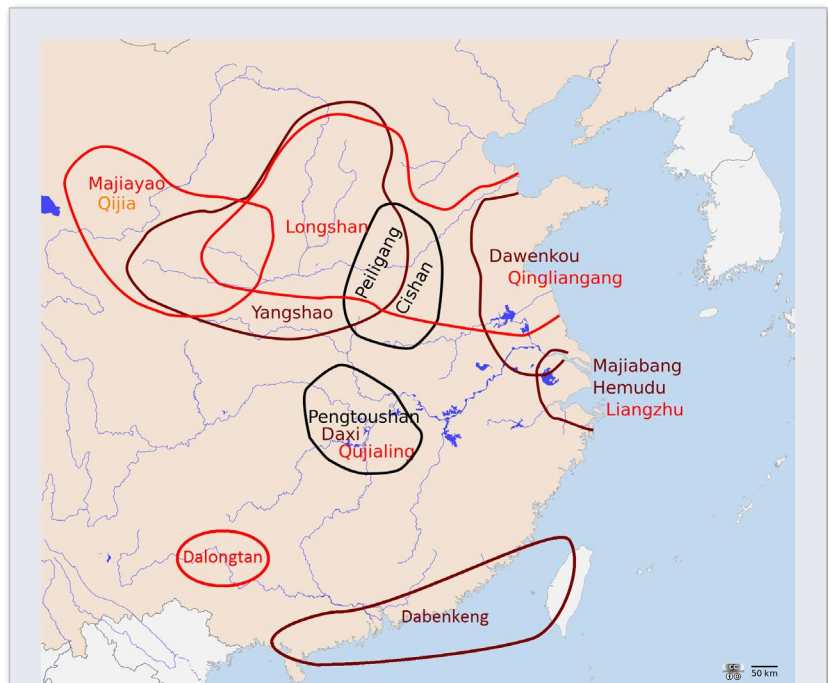 Majiayao
Qijia
Longshan
Peiligang
Cishan
Yangshao
Dawenkou
Qingliangang
Majiabang
Hemudu
Liangzhu
Pengtoushan
Daxi
Qujialing
Dalongtan
Dabenkeng
50 km